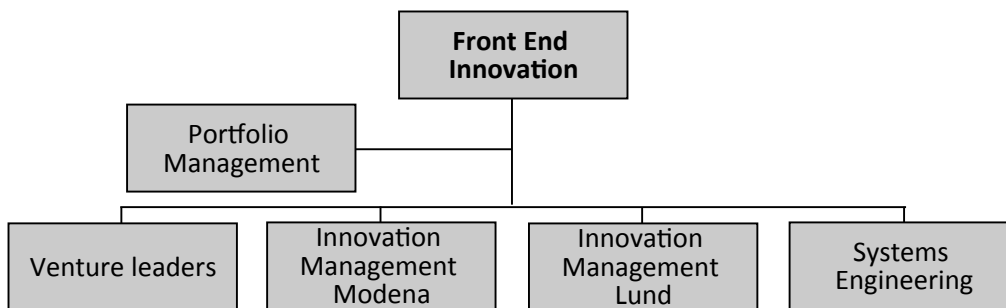 Front End
Innovation
Portfolio
Management
Venture leaders
Innovation
Management
Modena
Innovation
Management
Lund
Systems
Engineering